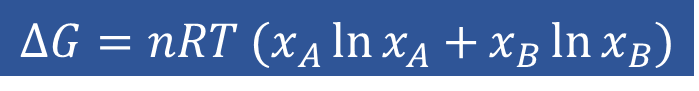 ΔG = nRT (x_A ln x_A + x_B ln x_B)